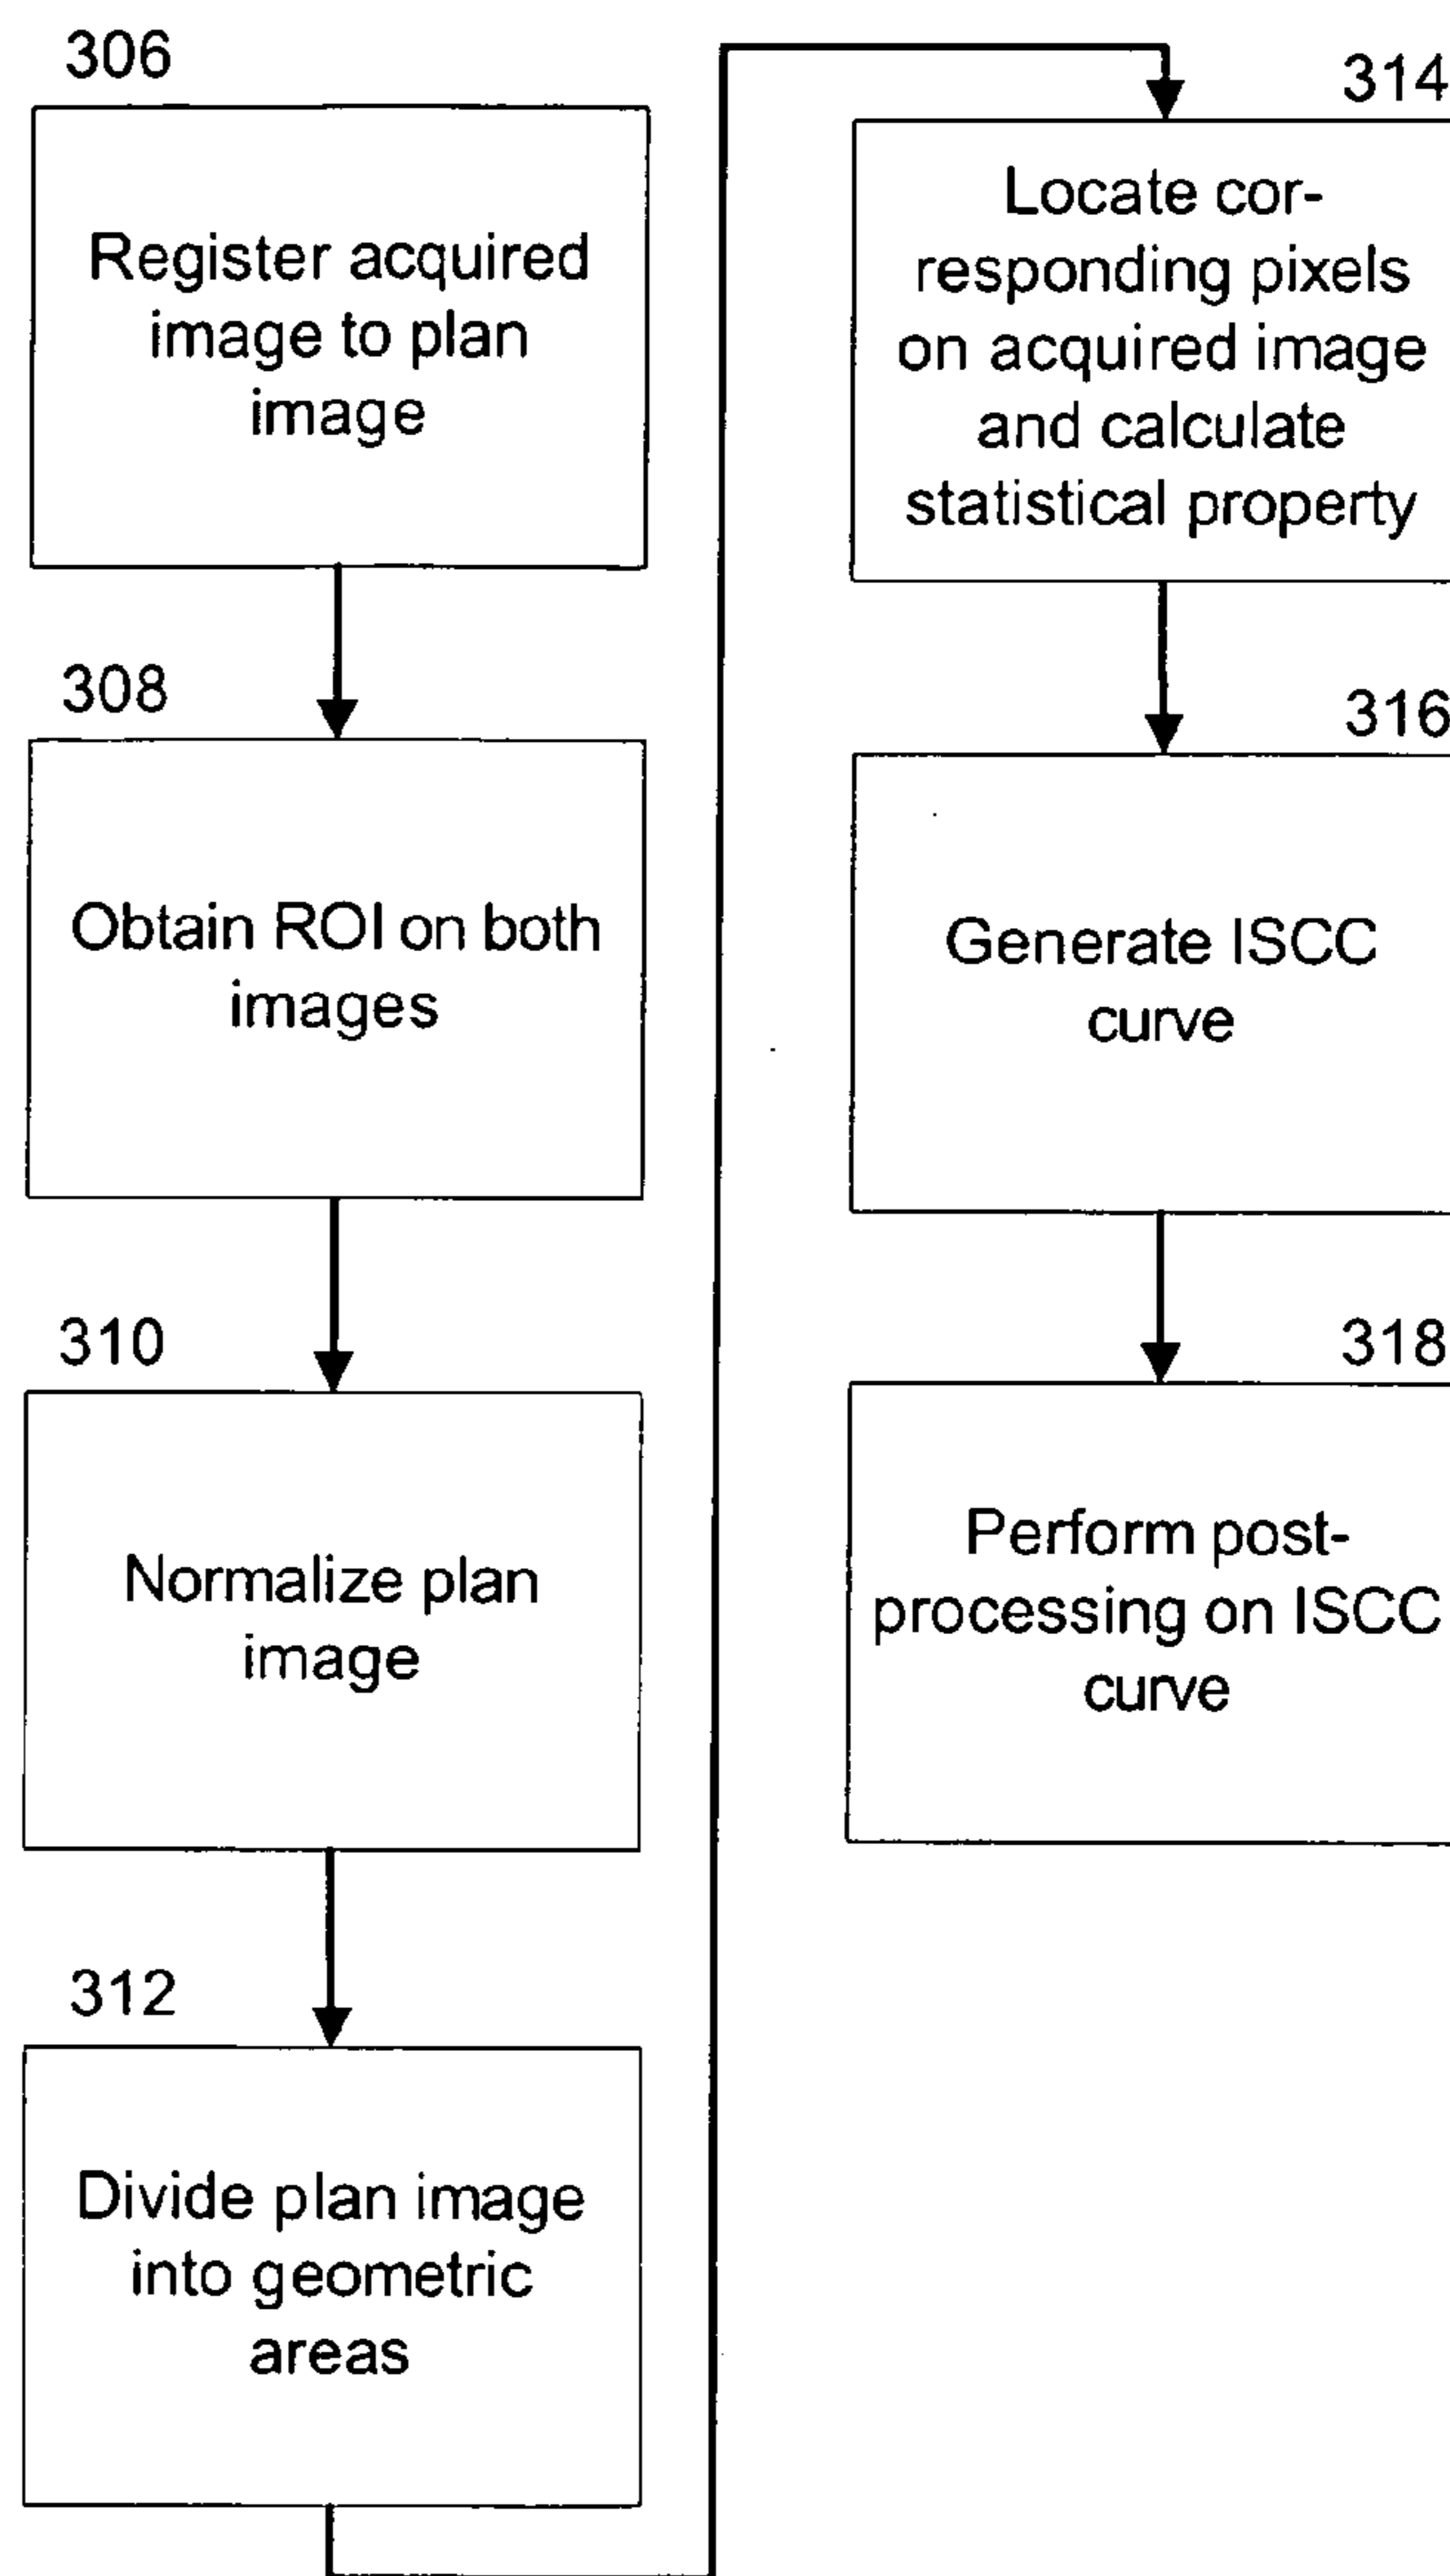 306
Register acquired
image to plan
image
308
Obtain ROI on both
images
310
Normalize plan
image
312
Divide plan image
into geometric
areas
314
Locate cor-
responding pixels
on acquired image
and calculate
statistical property
316
Generate ISCC
curve
318
Perform post-
processing on ISCC
curve